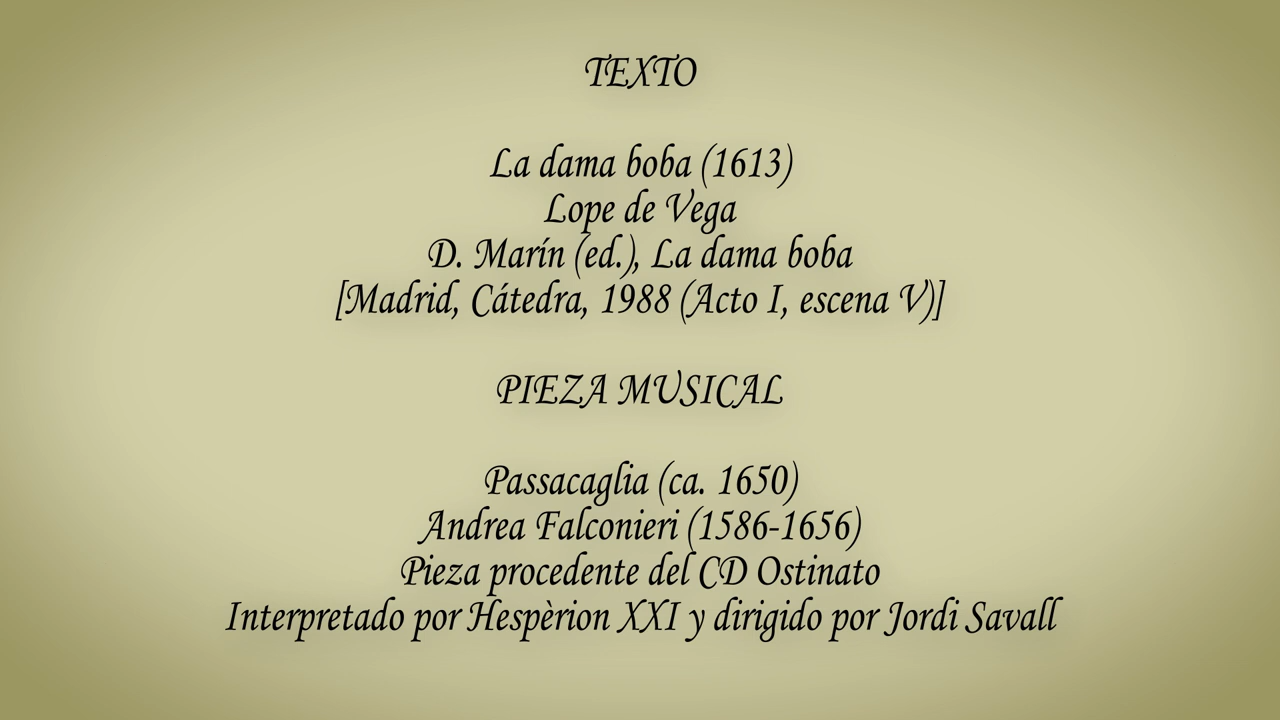 TEXTO
La dama boba (1613)
Lope de Vega
D. Marín (ed.), La dama boba
[Madrid, Cátedra, 1988 (Acto I, escena V)]
PIEZA MUSICAL
Passacaglia (ca. 1650)
Andrea Falconieri (1586-1656)
Pieza procedente del CD Ostinato
Interpretado por Hespèrion XXI y dirigido por Jordi Savall